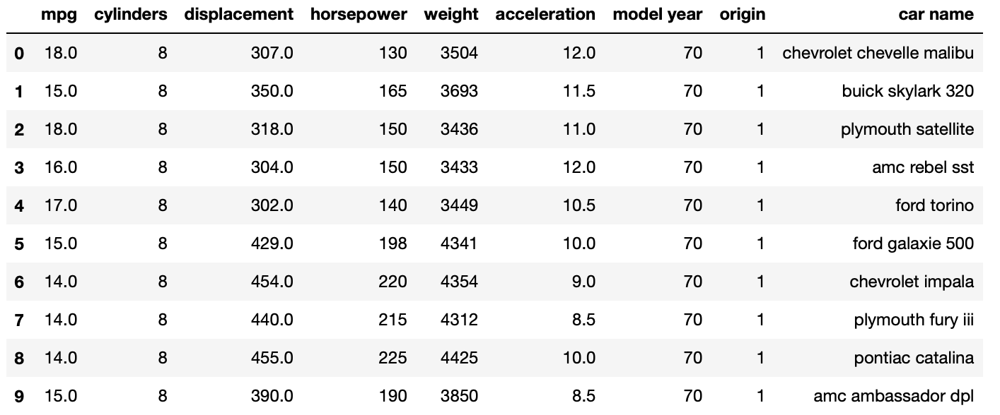 mpg cylinders displacement horsepower weight acceleration model year origin car name
0 18.0 8 307.0 130 3504 12.0 70 1 chevrolet chevelle malibu
1 15.0 8 350.0 165 3693 11.5 70 1 buick skylark 320
2 18.0 8 318.0 150 3436 11.0 70 1 plymouth satellite
3 16.0 8 304.0 150 3433 12.0 70 1 amc rebel sst
4 17.0 8 302.0 140 3449 10.5 70 1 ford torino
5 15.0 8 429.0 198 4341 10.0 70 1 ford galaxie 500
6 14.0 8 454.0 220 4354 9.0 70 1 chevrolet impala
7 14.0 8 440.0 215 4312 8.5 70 1 plymouth fury iii
8 14.0 8 455.0 225 4425 10.0 70 1 pontiac catalina
9 15.0 8 390.0 190 3850 8.5 70 1 amc ambassador dpl